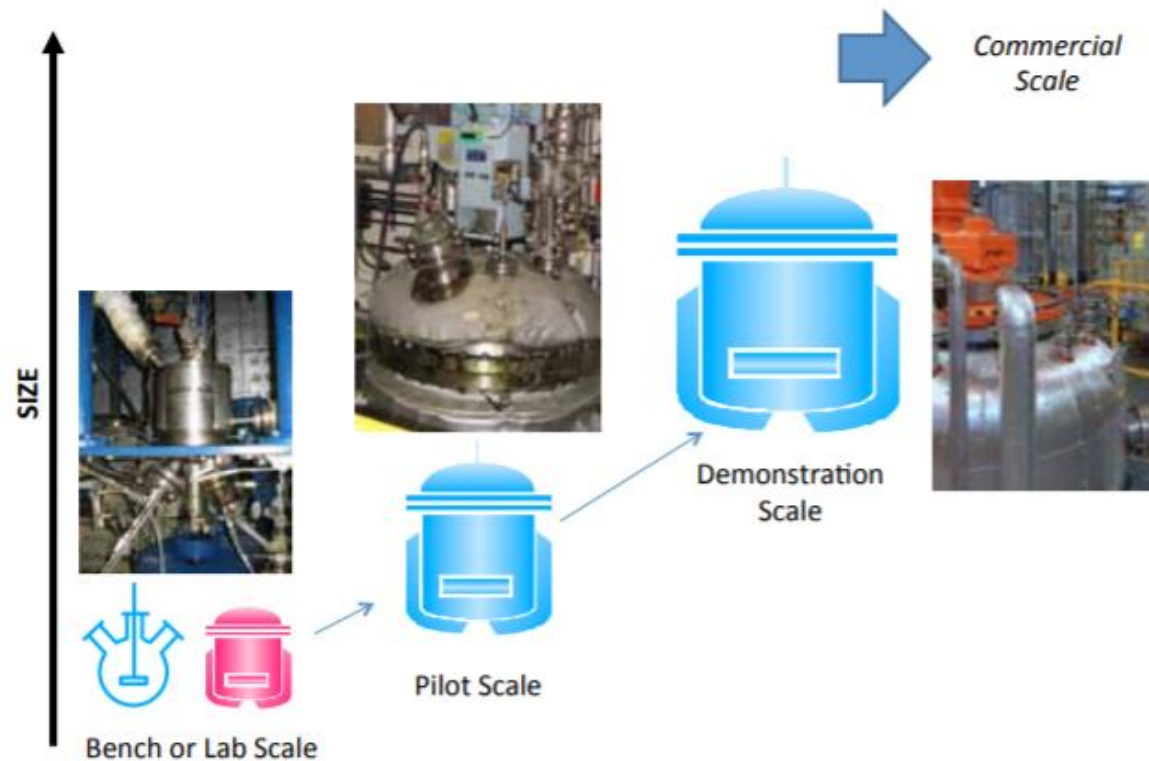 Commercial
Scale
SIZE
Demonstration
Scale
Pilot Scale
Bench or Lab Scale